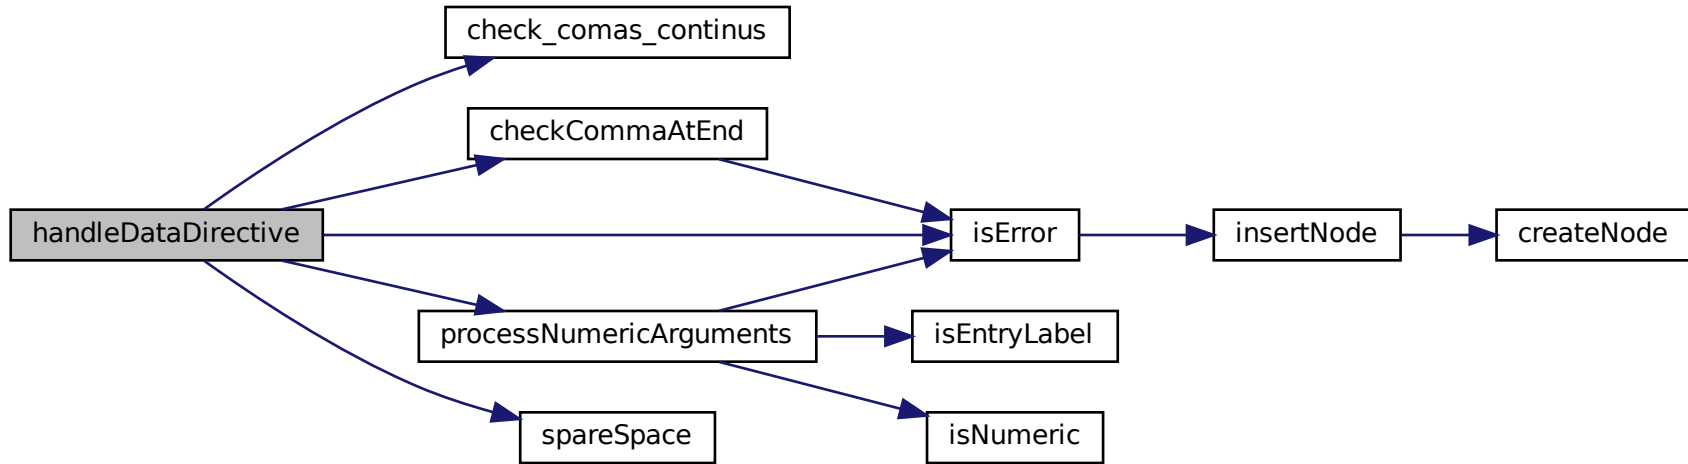 check_comas_continus
checkCommaAtEnd
handleDataDirective
isError
insertNode
createNode
processNumericArguments
isEntryLabel
spareSpace
isNumeric